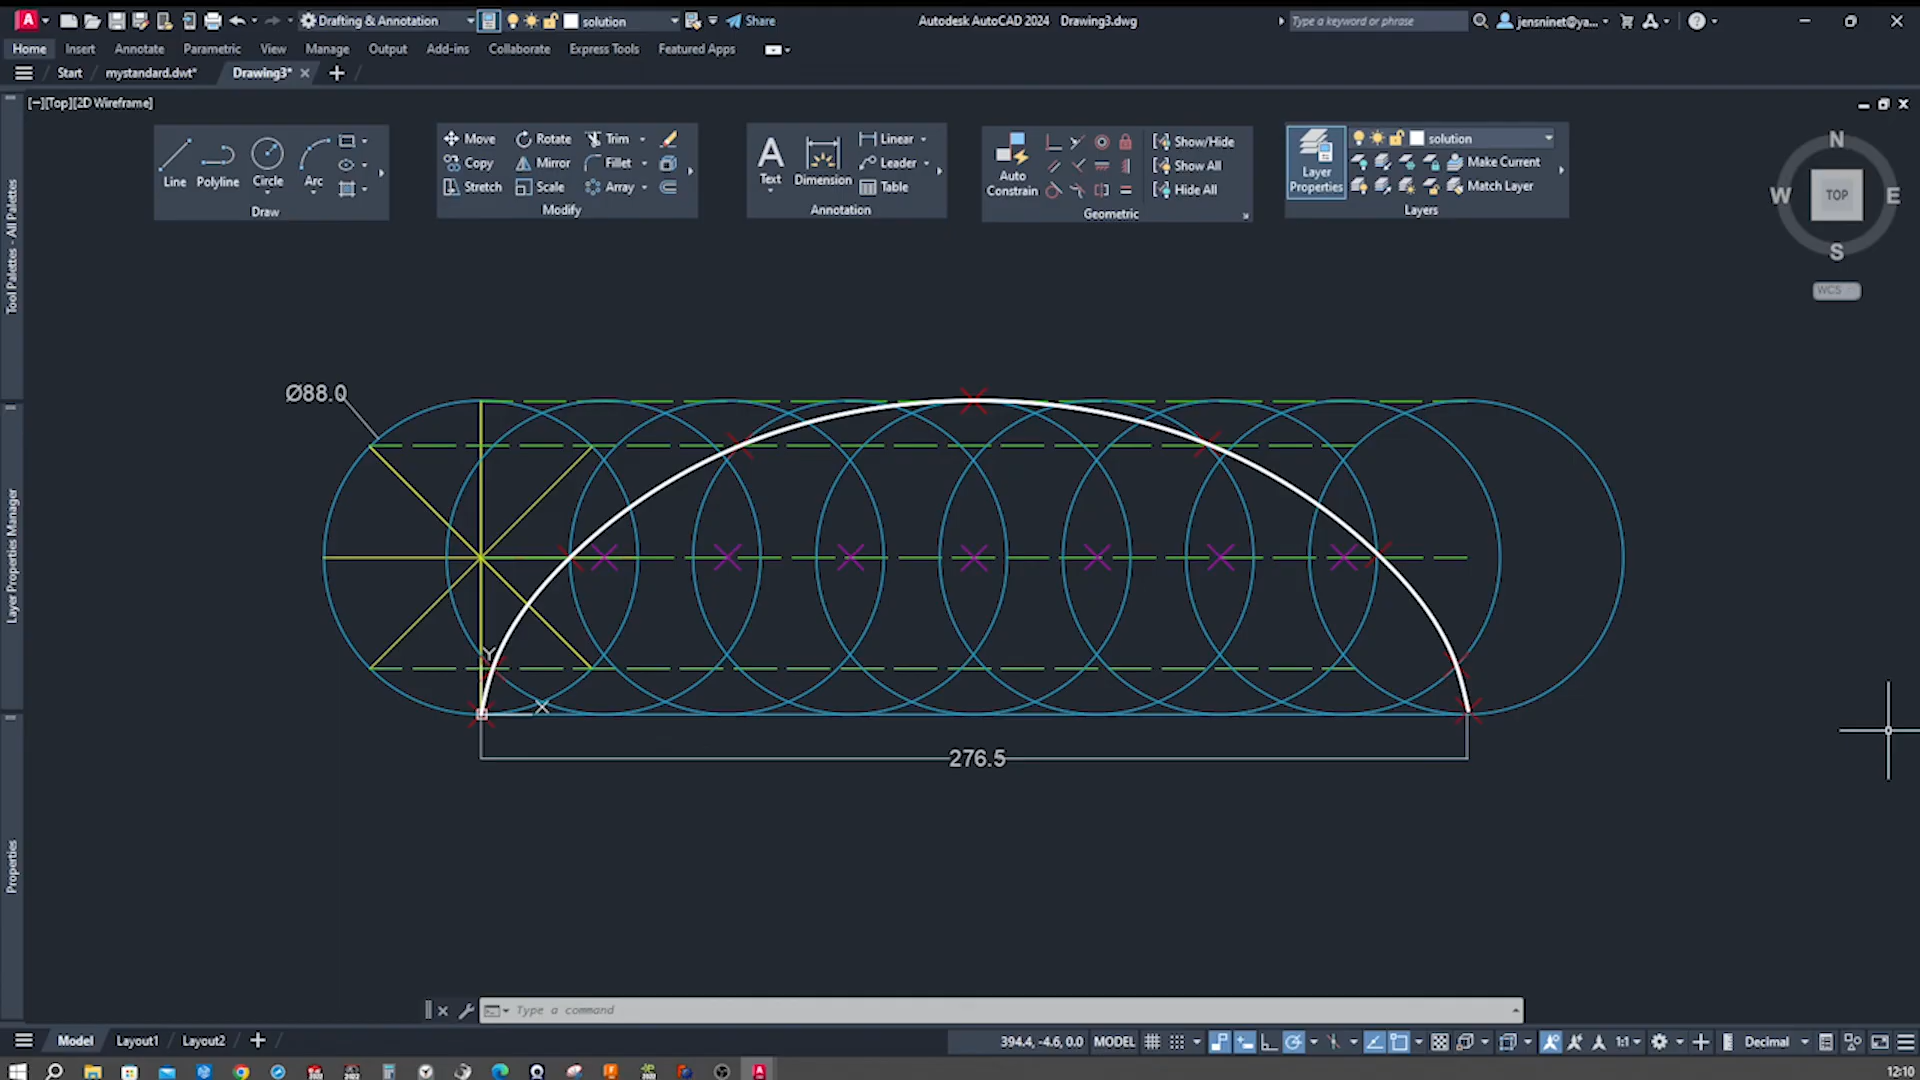 Drafting & Annotation
solution
Share
Autodesk AutoCAD 2024 Drawing3.dwg
Type a keyword or phrase
jensninet@ya...
Home Insert Annotate Parametric View Manage Output Add-ins Collaborate Express Tools Featured Apps
Start mystandard.dwt* Drawing3*
[−][Top][2D Wireframe]
Line Polyline Circle Arc
Draw
Move Rotate Trim
Copy Mirror Fillet
Stretch Scale Array
Modify
Text Dimension
Linear
Leader
Table
Annotation
Auto
Constrain
Show/Hide
Show All
Hide All
Geometric
Layer
Properties
solution
Make Current
Match Layer
Layers
N
W TOP E
S
WCS
Tool Palettes - All Palettes
Layer Properties Manager
Properties
Ø88.0
Y
X
276.5
Type a command
Model Layout1 Layout2
394.4, -4.6, 0.0 MODEL
1:1
Decimal
12:10